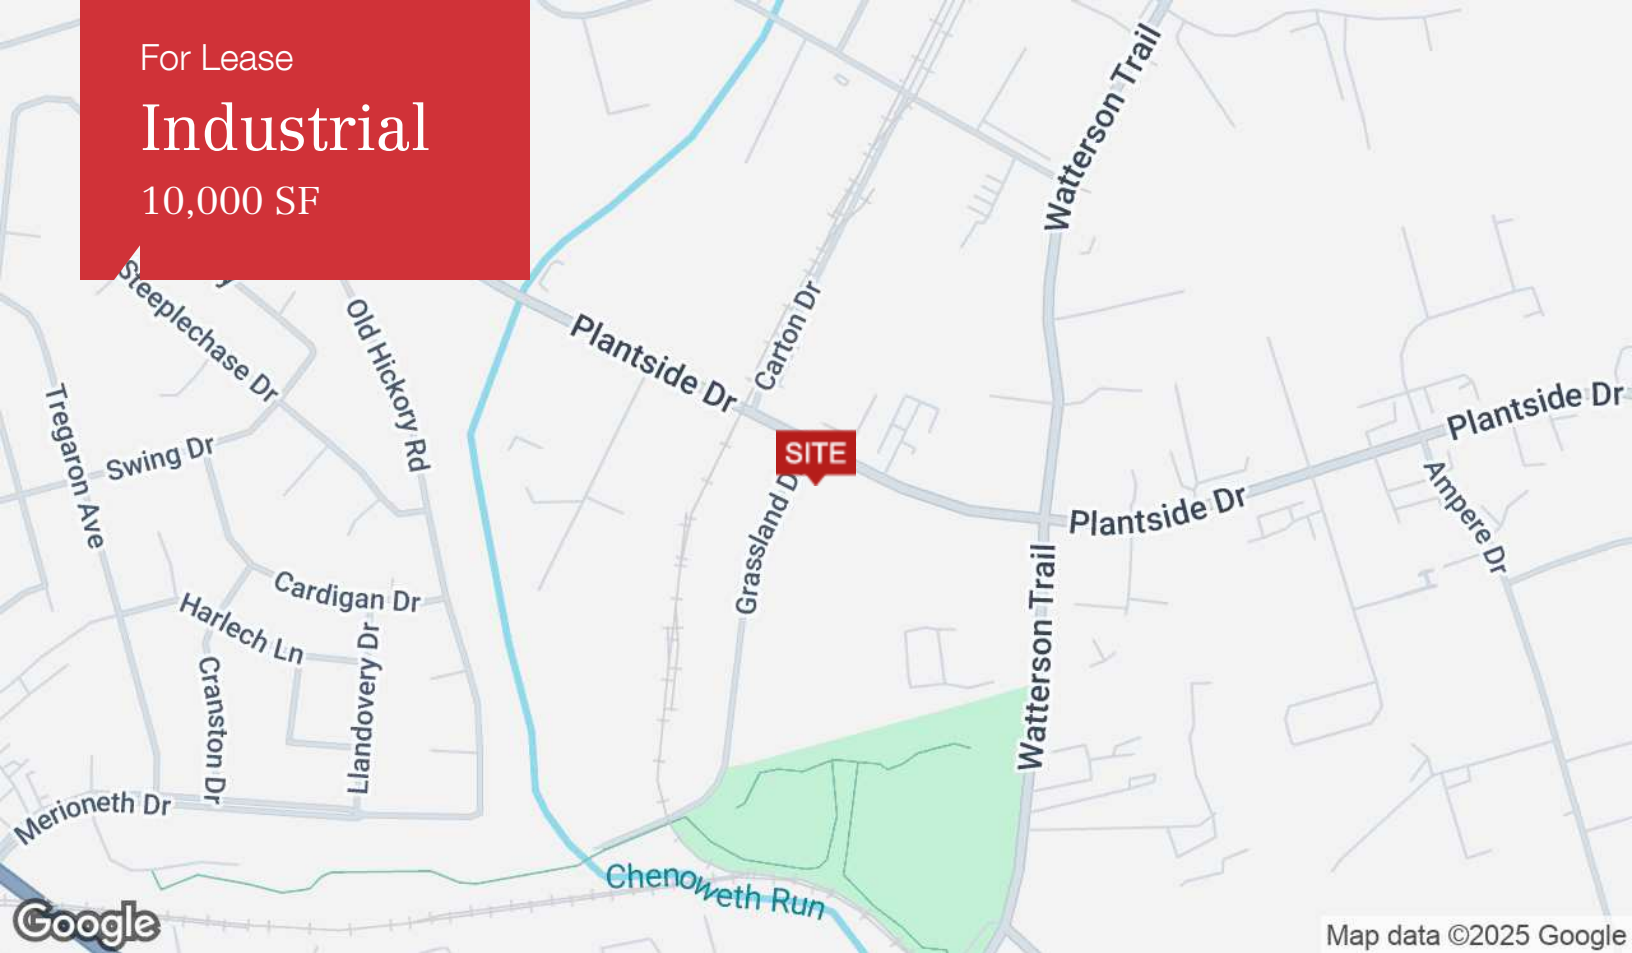 For Lease
Industrial
10,000 SF
Watterson Trail
Steeplechase Dr
Old Hickory Rd
Plantside Dr
Carton Dr
SITE
Plantside Dr
Tregaron Ave
Swing Dr
Grassland D
Plantside Dr
Ampere Dr
Cardigan Dr
Harlech Ln
Llandovery Dr
Cranston Dr
Watterson Trail
Merioneth Dr
Chenoweth Run
Google
Map data ©2025 Google